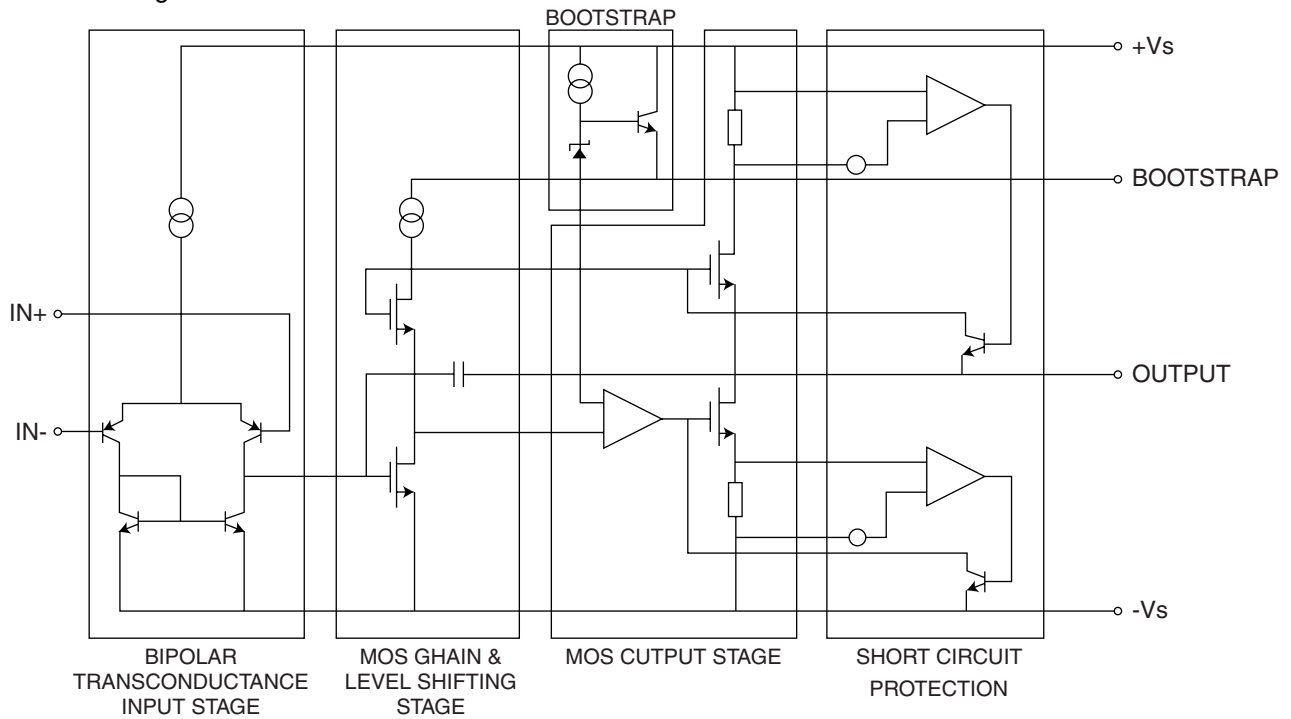 BOOTSTRAP
+Vs
BOOTSTRAP
IN+
OUTPUT
IN-
-Vs
BIPOLAR
TRANSCONDUCTANCE
INPUT STAGE
MOS GHAIN &
LEVEL SHIFTING
STAGE
MOS CUTPUT STAGE
SHORT CIRCUIT
PROTECTION